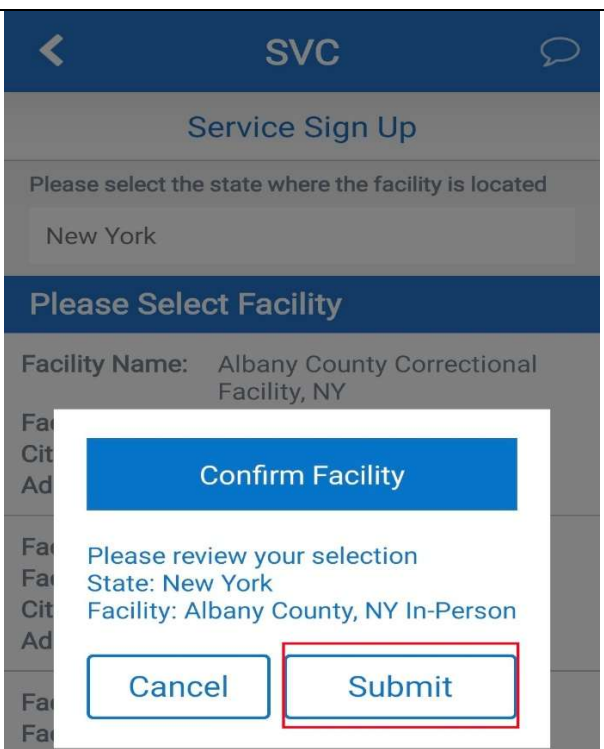 SVC
Service Sign Up
Please select the state where the facility is located
New York
Please Select Facility
Facility Name: Albany County Correctional
Facility, NY
Confirm Facility
Please review your selection
State: New York
Facility: Albany County, NY In-Person
Cancel Submit